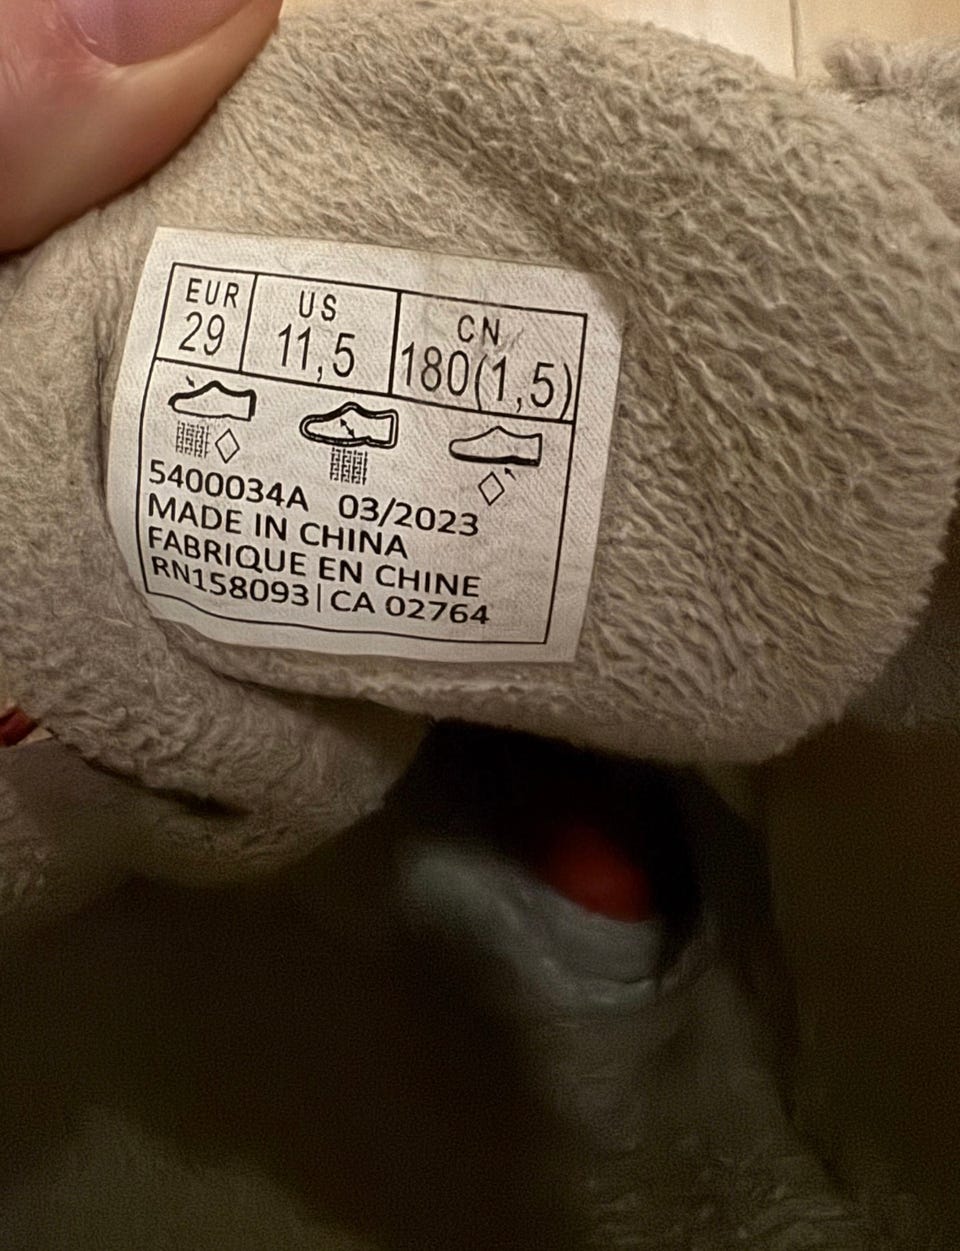 EUR US CN
29 11,5 180(1,5)
5400034A 03/2023
MADE IN CHINA
FABRIQUE EN CHINE
RN158093 | CA 02764